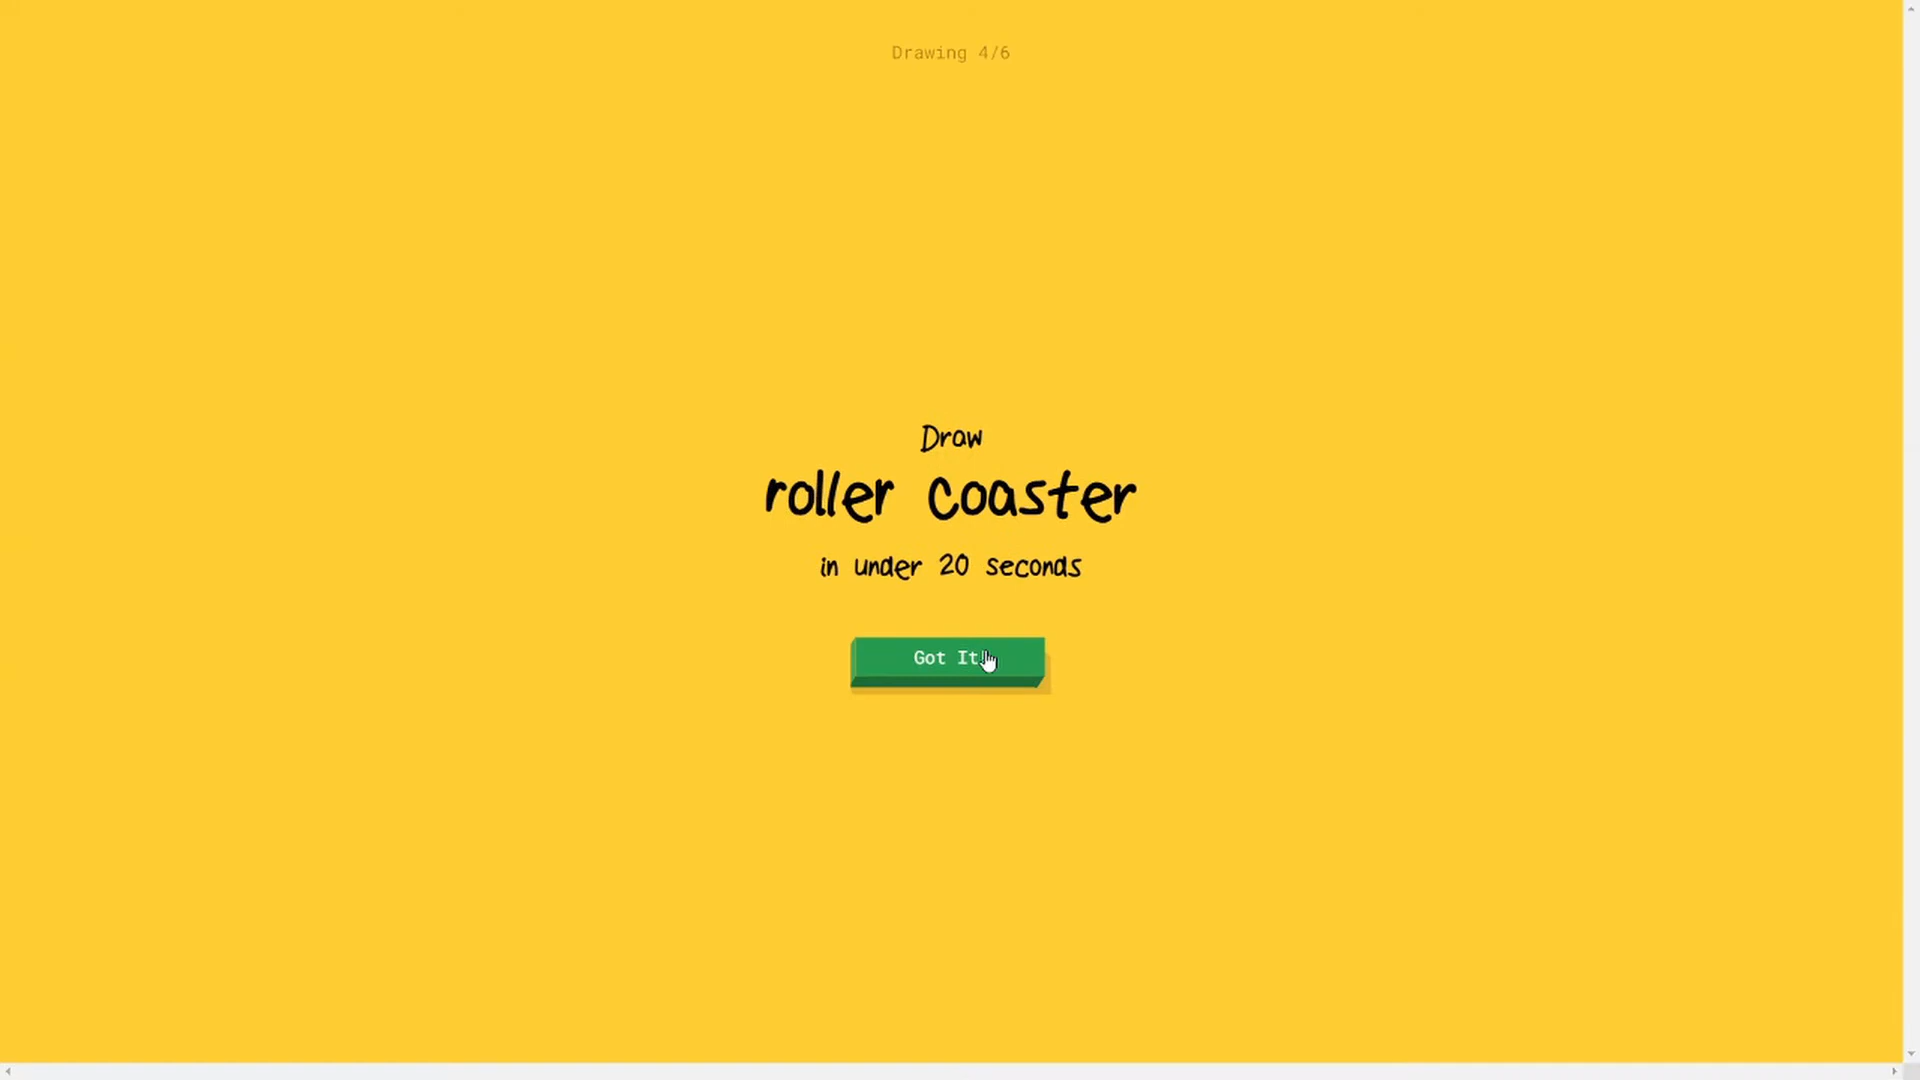 Drawing 4/6
Draw
roller coaster
in under 20 seconds
Got It!